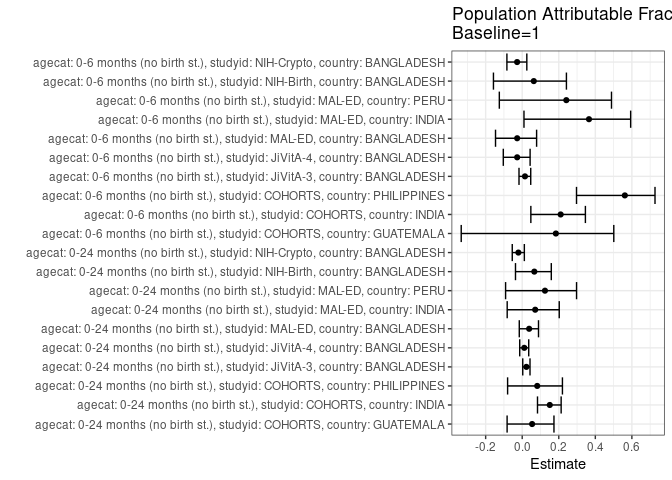 Population Attributable Frac
Baseline=1
agecat: 0-6 months (no birth st.), studyid: NIH-Crypto, country: BANGLADESH
agecat: 0-6 months (no birth st.), studyid: NIH-Birth, country: BANGLADESH
agecat: 0-6 months (no birth st.), studyid: MAL-ED, country: PERU
agecat: 0-6 months (no birth st.), studyid: MAL-ED, country: INDIA
agecat: 0-6 months (no birth st.), studyid: MAL-ED, country: BANGLADESH
agecat: 0-6 months (no birth st.), studyid: JiVitA-4, country: BANGLADESH
agecat: 0-6 months (no birth st.), studyid: JiVitA-3, country: BANGLADESH
agecat: 0-6 months (no birth st.), studyid: COHORTS, country: PHILIPPINES
agecat: 0-6 months (no birth st.), studyid: COHORTS, country: INDIA
agecat: 0-6 months (no birth st.), studyid: COHORTS, country: GUATEMALA
agecat: 0-24 months (no birth st.), studyid: NIH-Crypto, country: BANGLADESH
agecat: 0-24 months (no birth st.), studyid: NIH-Birth, country: BANGLADESH
agecat: 0-24 months (no birth st.), studyid: MAL-ED, country: PERU
agecat: 0-24 months (no birth st.), studyid: MAL-ED, country: INDIA
agecat: 0-24 months (no birth st.), studyid: MAL-ED, country: BANGLADESH
agecat: 0-24 months (no birth st.), studyid: JiVitA-4, country: BANGLADESH
agecat: 0-24 months (no birth st.), studyid: JiVitA-3, country: BANGLADESH
agecat: 0-24 months (no birth st.), studyid: COHORTS, country: PHILIPPINES
agecat: 0-24 months (no birth st.), studyid: COHORTS, country: INDIA
agecat: 0-24 months (no birth st.), studyid: COHORTS, country: GUATEMALA
-0.2 0.0 0.2 0.4 0.6
Estimate